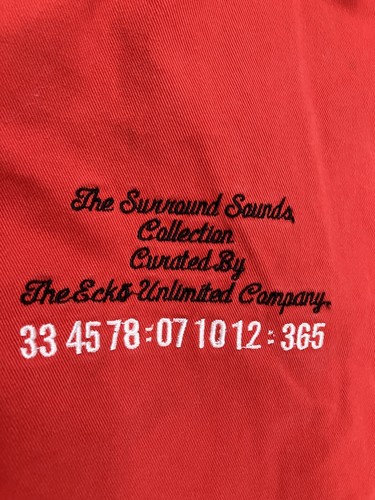 The Surround Sounds
Collection
Curated By
The Eckō Unlimited Company
33 45 78:07 10 12:365